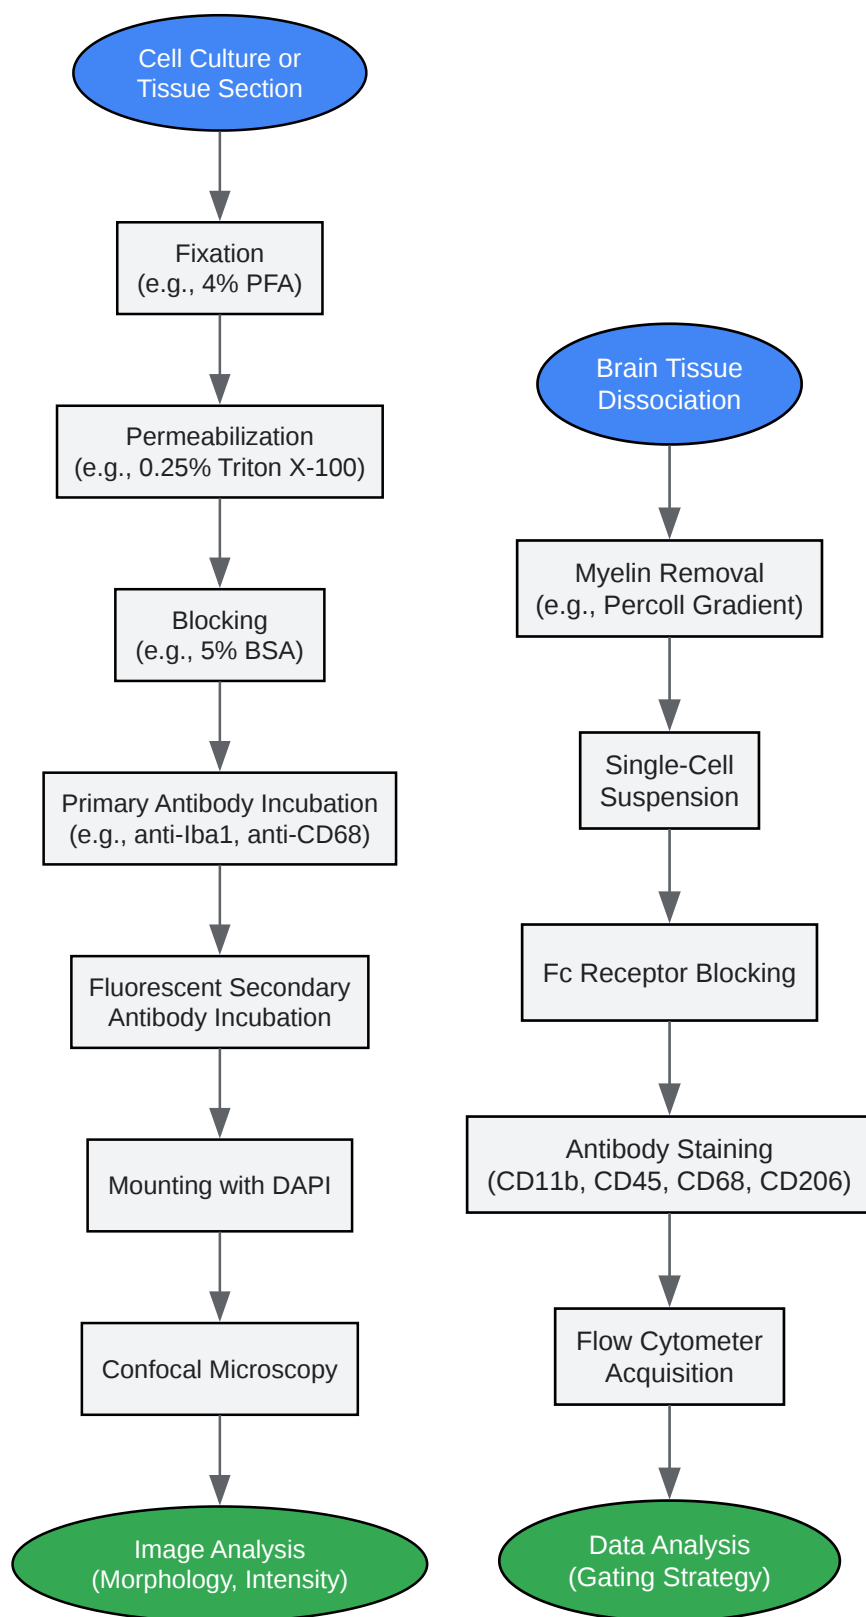 Cell Culture or
Tissue Section
Fixation
(e.g., 4% PFA)
Permeabilization
(e.g., 0.25% Triton X-100)
Blocking
(e.g., 5% BSA)
Primary Antibody Incubation
(e.g., anti-Iba1, anti-CD68)
Fluorescent Secondary
Antibody Incubation
Mounting with DAPI
Confocal Microscopy
Image Analysis
(Morphology, Intensity)
Brain Tissue
Dissociation
Myelin Removal
(e.g., Percoll Gradient)
Single-Cell
Suspension
Fc Receptor Blocking
Antibody Staining
(CD11b, CD45, CD68, CD206)
Flow Cytometer
Acquisition
Data Analysis
(Gating Strategy)